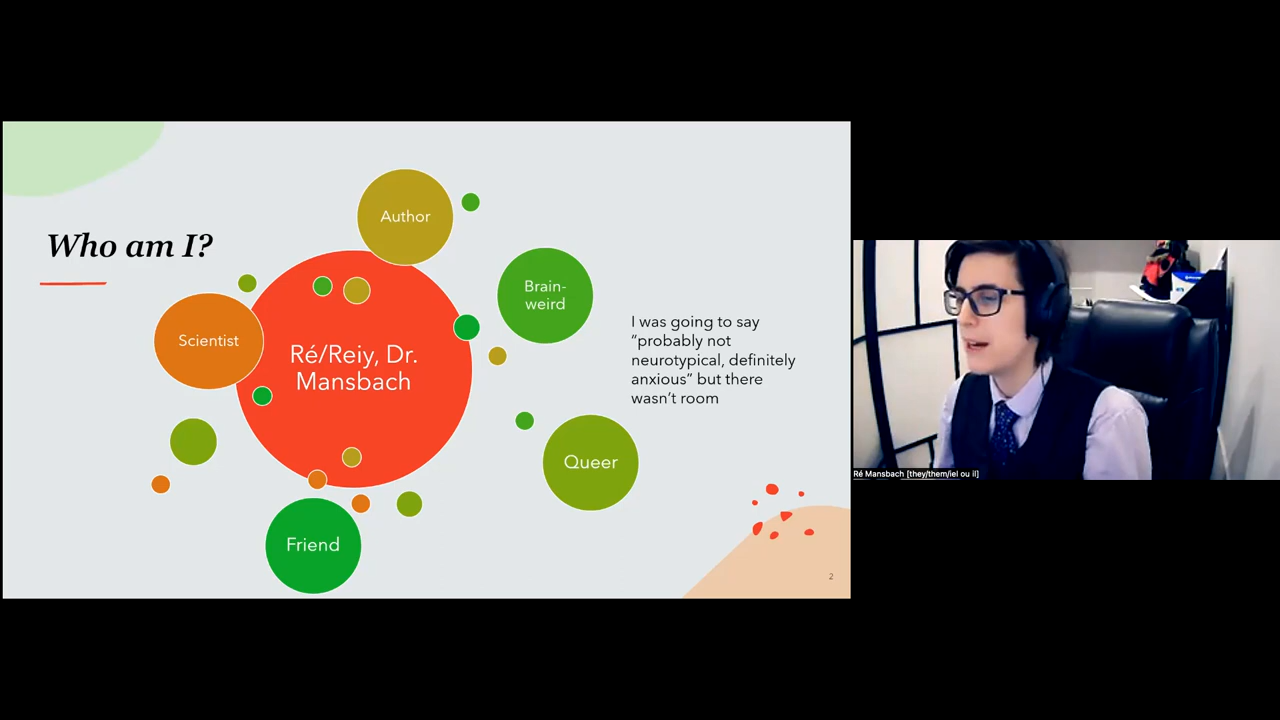 Who am I?
Author
Brain-
weird
Scientist
Ré/Reiy, Dr.
Mansbach
I was going to say
"probably not
neurotypical, definitely
anxious" but there
wasn't room
Queer
Friend
2
Ré Mansbach [they/them/iel ou il]